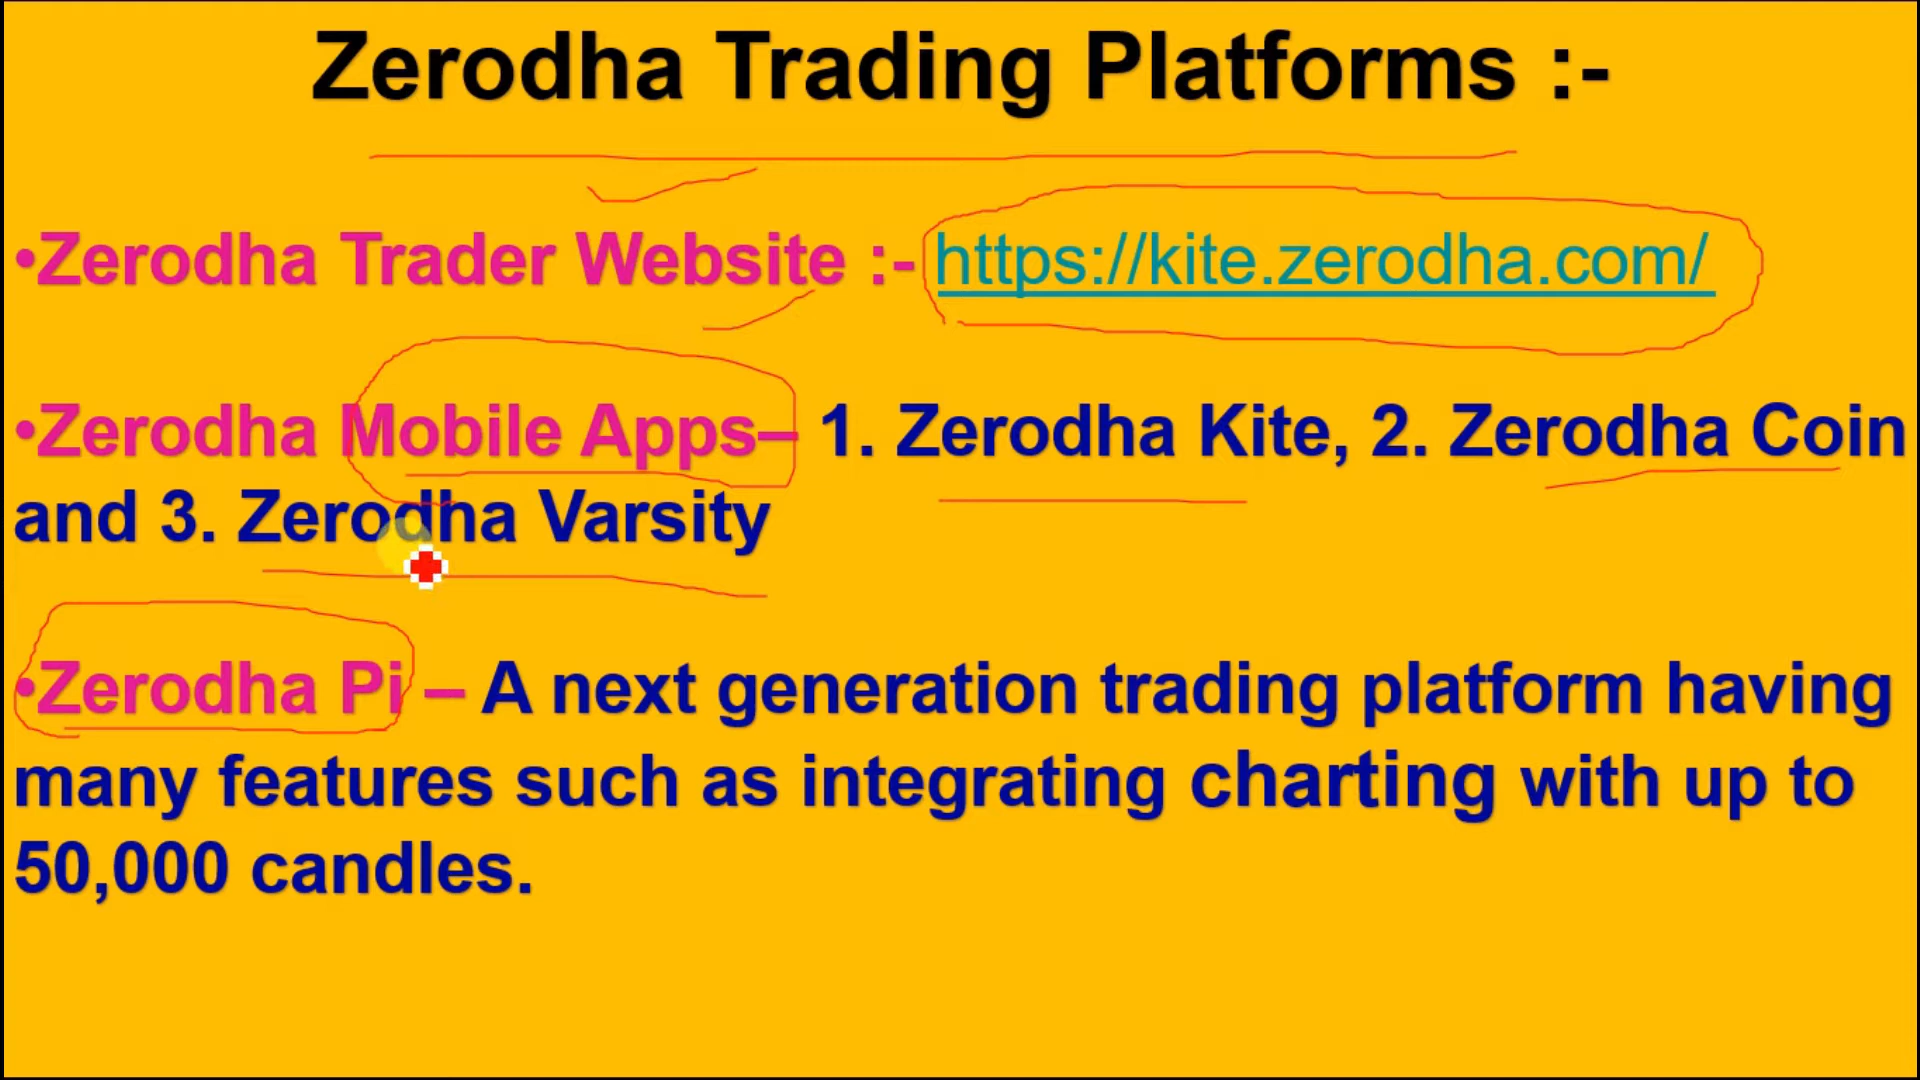 Zerodha Trading Platforms :-
•Zerodha Trader Website :- https://kite.zerodha.com/
•Zerodha Mobile Apps– 1. Zerodha Kite, 2. Zerodha Coin
and 3. Zerodha Varsity
•Zerodha Pi – A next generation trading platform having
many features such as integrating charting with up to
50,000 candles.